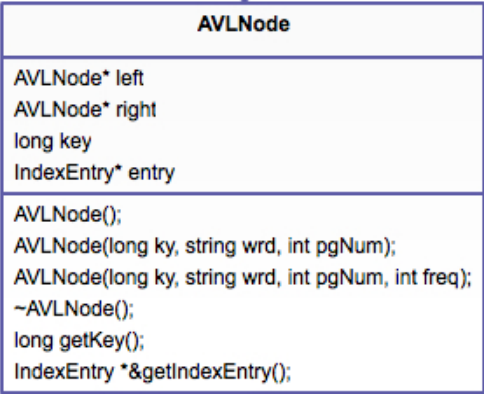 AVLNode
AVLNode* left
AVLNode* right
long key
IndexEntry* entry
AVLNode();
AVLNode(long ky, string wrd, int pgNum);
AVLNode(long ky, string wrd, int pgNum, int freq);
~AVLNode();
long getKey();
IndexEntry *&getIndexEntry();